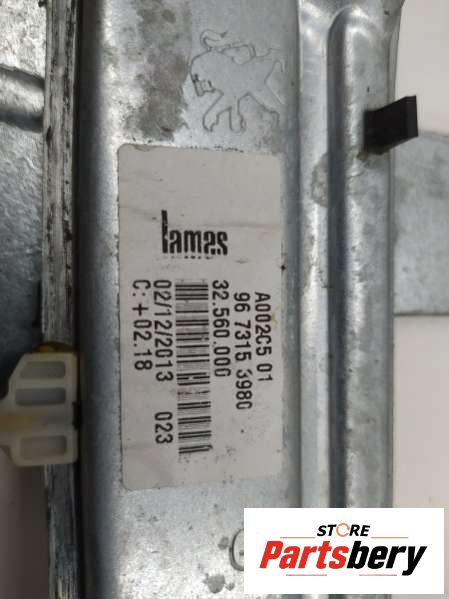 lames
A002C5 01
96 7315 3980
32.560.000
02/12/2013 023
C:+02.18
STORE
Partsbery